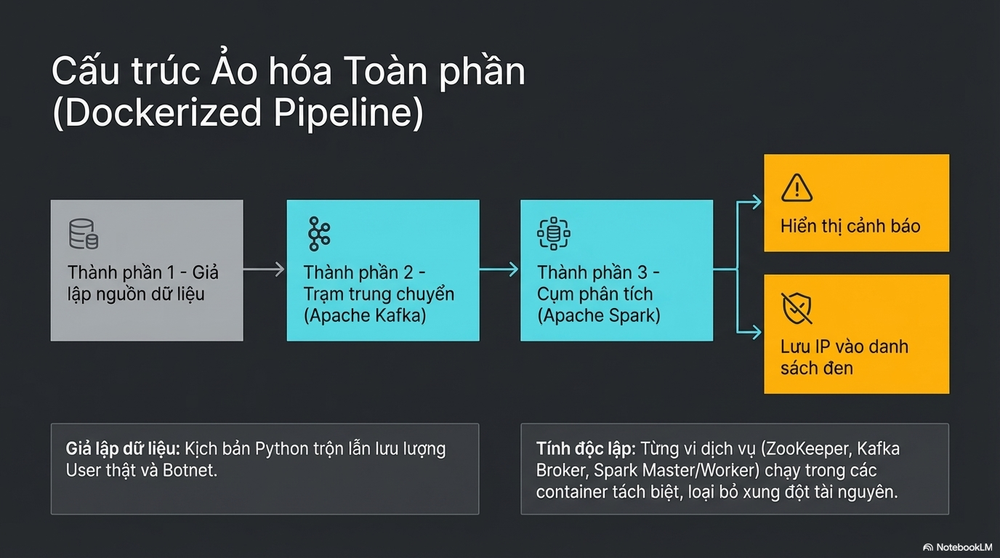 Cấu trúc Ảo hóa Toàn phần
(Dockerized Pipeline)
Thành phần 1 - Giả
lập nguồn dữ liệu
Thành phần 2 -
Trạm trung chuyển
(Apache Kafka)
Thành phần 3 -
Cụm phân tích
(Apache Spark)
Hiển thị cảnh báo
Lưu IP vào danh
sách đen
Giả lập dữ liệu: Kịch bản Python trộn lẫn lưu lượng
User thật và Botnet.
Tính độc lập: Từng vi dịch vụ (ZooKeeper, Kafka
Broker, Spark Master/Worker) chạy trong các
container tách biệt, loại bỏ xung đột tài nguyên.
NotebookLM